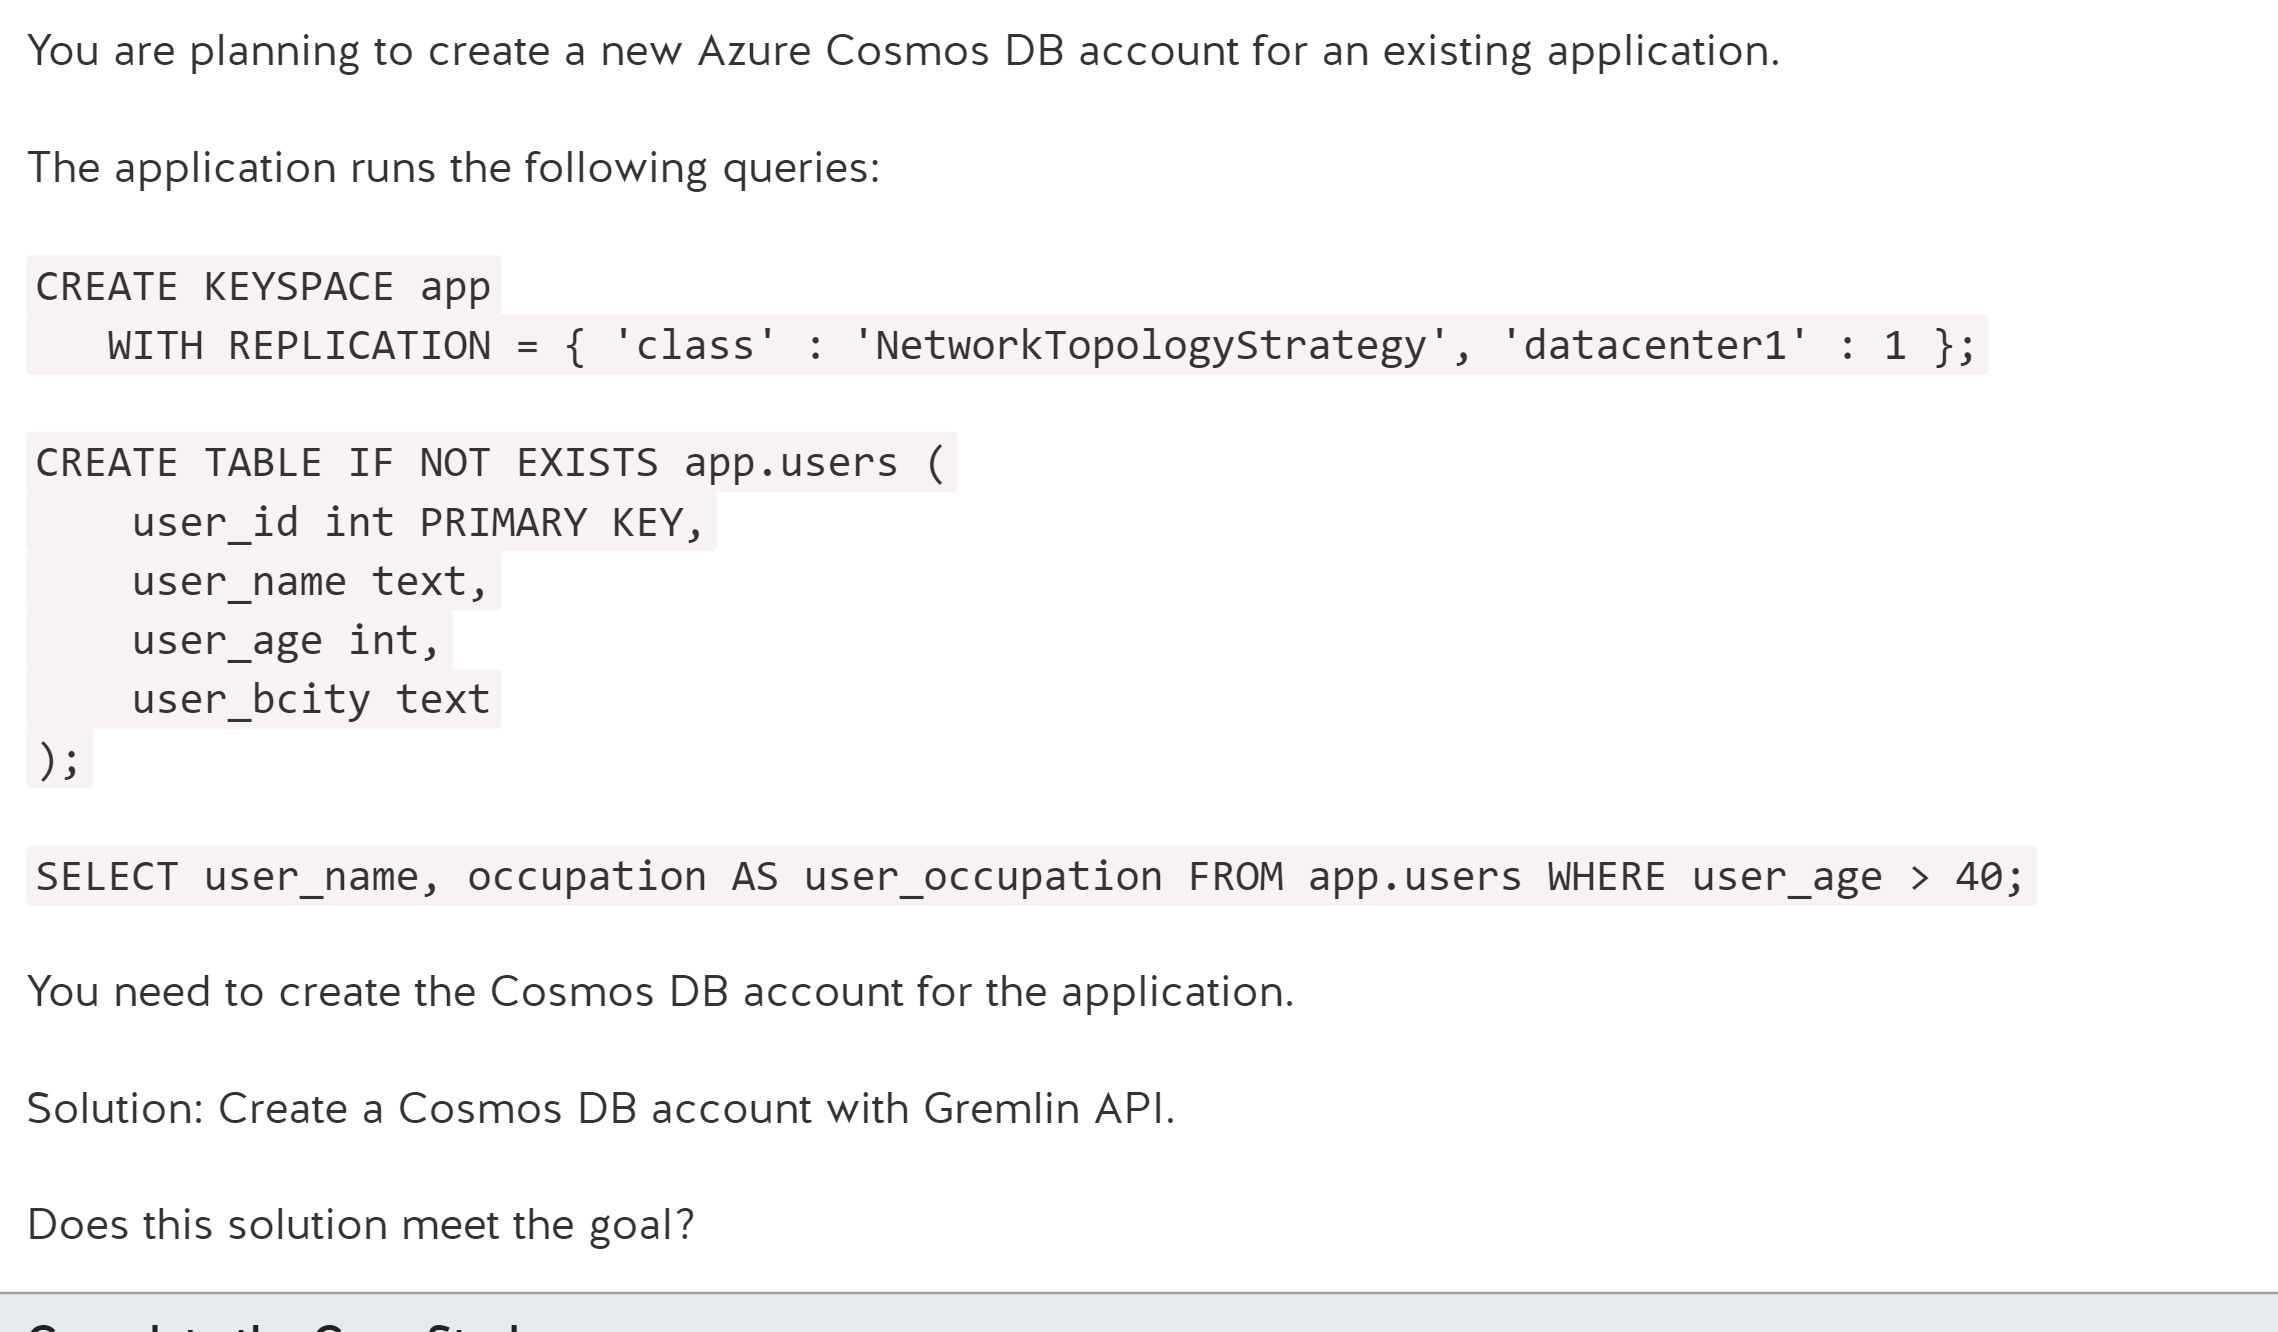 You are planning to create a new Azure Cosmos DB account for an existing application.
The application runs the following queries:
CREATE KEYSPACE app
WITH REPLICATION = { 'class' : 'NetworkTopologyStrategy', 'datacenter1' : 1 };
CREATE TABLE IF NOT EXISTS app.users (
user_id int PRIMARY KEY,
user_name text,
user_age int,
user_bcity text
);
SELECT user_name, occupation AS user_occupation FROM app.users WHERE user_age > 40;
You need to create the Cosmos DB account for the application.
Solution: Create a Cosmos DB account with Gremlin API.
Does this solution meet the goal?